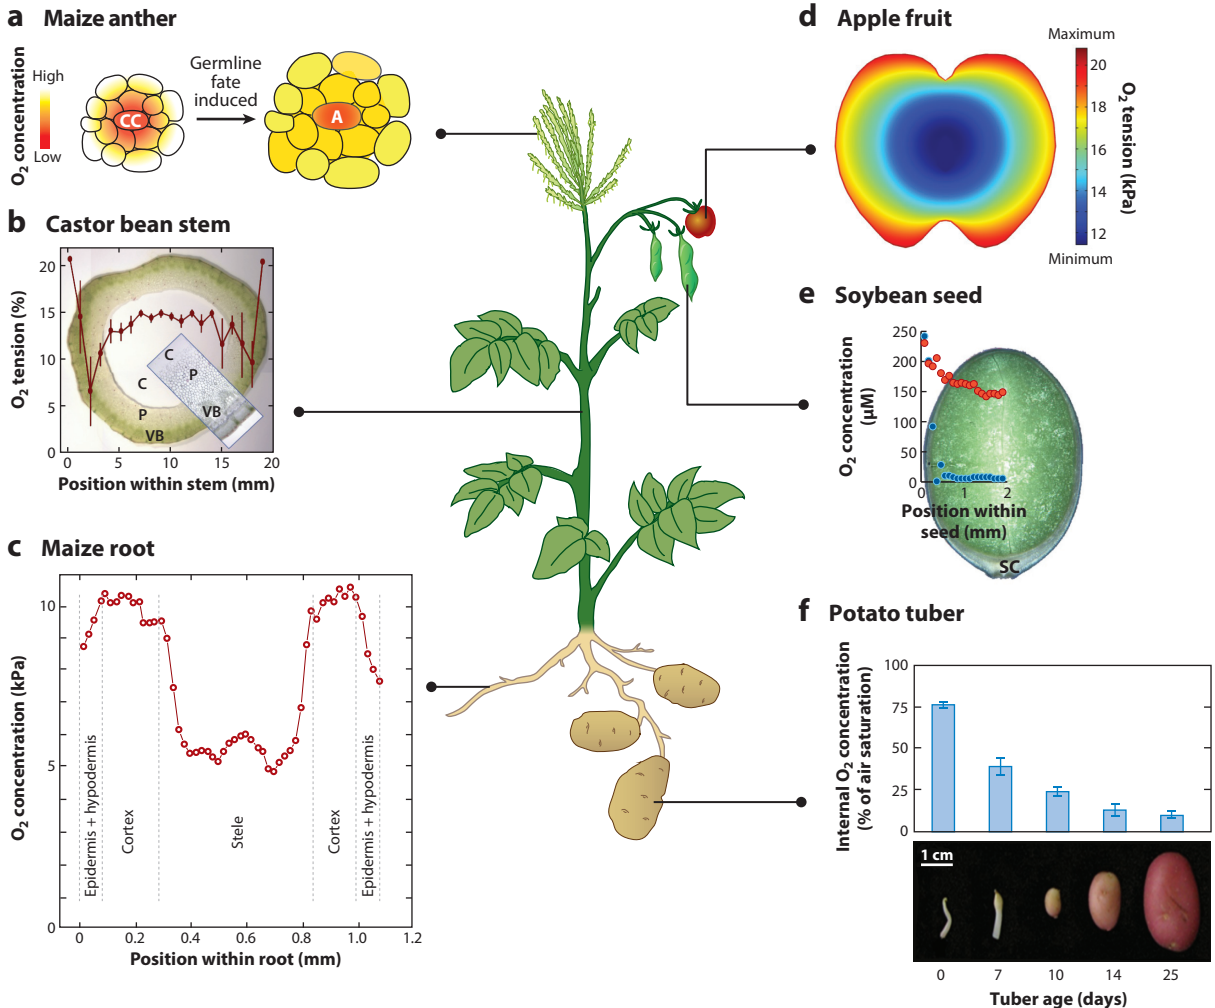 a Maize anther
O2 concentration
High
Low
CC
Germline
fate
induced
A
b Castor bean stem
O2 tension (%)
20
15
10
5
0
C
C
P
P
VB
VB
0 5 10 15 20
Position within stem (mm)
c Maize root
O2 concentration (kPa)
10
5
0
Epidermis + hypodermis
Cortex
Stele
Cortex
Epidermis + hypodermis
0 0.2 0.4 0.6 0.8 1.0 1.2
Position within root (mm)
d Apple fruit
Maximum
20
18
16
14
12
Minimum
O2 tension (kPa)
e Soybean seed
O2 concentration
(μM)
250
200
150
100
50
0
0 1 2
Position within
seed (mm)
SC
f Potato tuber
Internal O2 concentration
(% of air saturation)
100
75
50
25
0
1 cm
0 7 10 14 25
Tuber age (days)